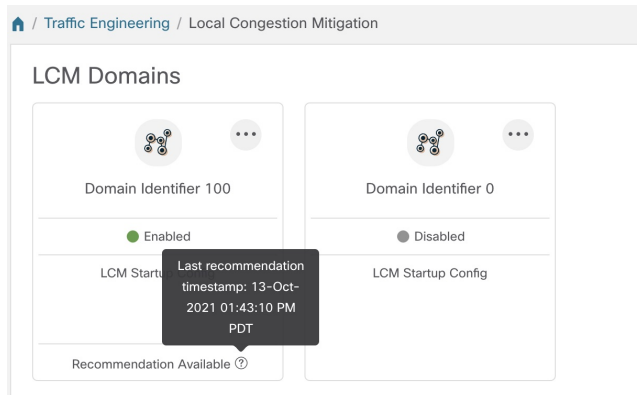 / Traffic Engineering / Local Congestion Mitigation
LCM Domains
Domain Identifier 100
Enabled
LCM Startup
Last recommendation
timestamp: 13-Oct-
2021 01:43:10 PM
PDT
Recommendation Available ?
Domain Identifier 0
Disabled
LCM Startup Config